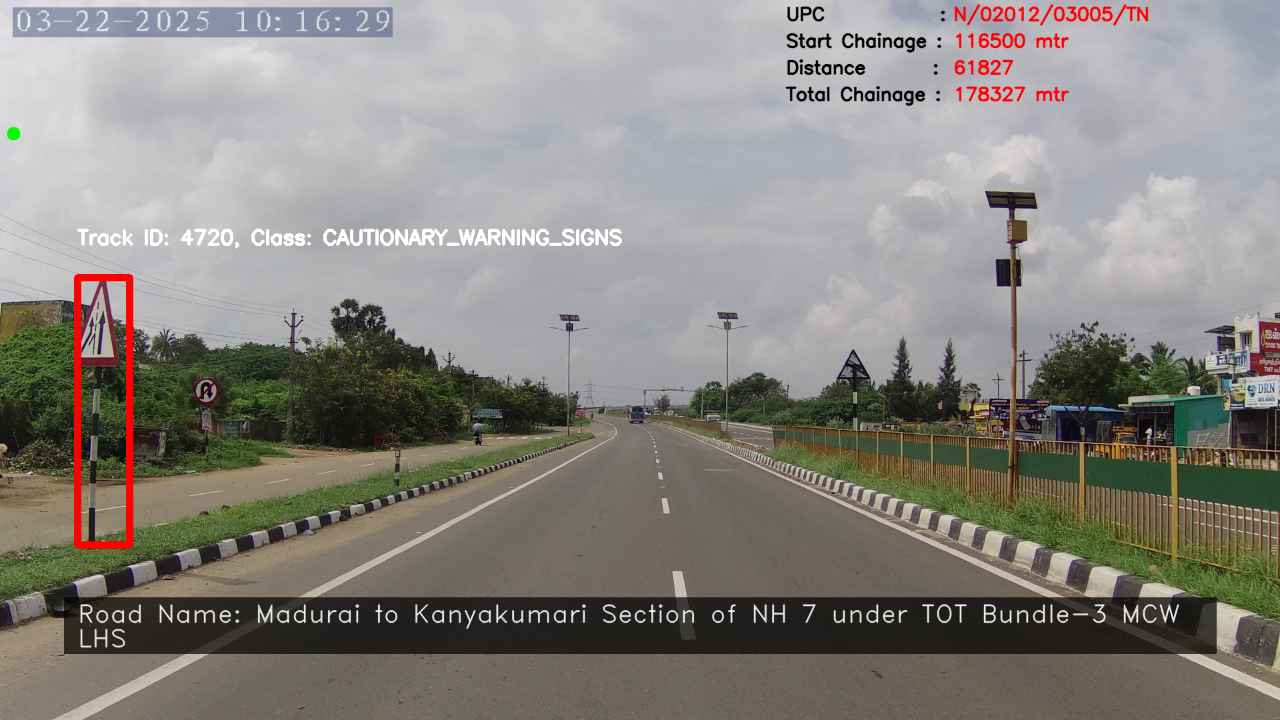 03-22-2025 10:16:29
UPC : N/02012/03005/TN
Start Chainage : 116500 mtr
Distance : 61827
Total Chainage : 178327 mtr
Track ID: 4720, Class: CAUTIONARY_WARNING_SIGNS
DRN
Road Name: Madurai to Kanyakumari Section of NH 7 under TOT Bundle-3 MCW
LHS